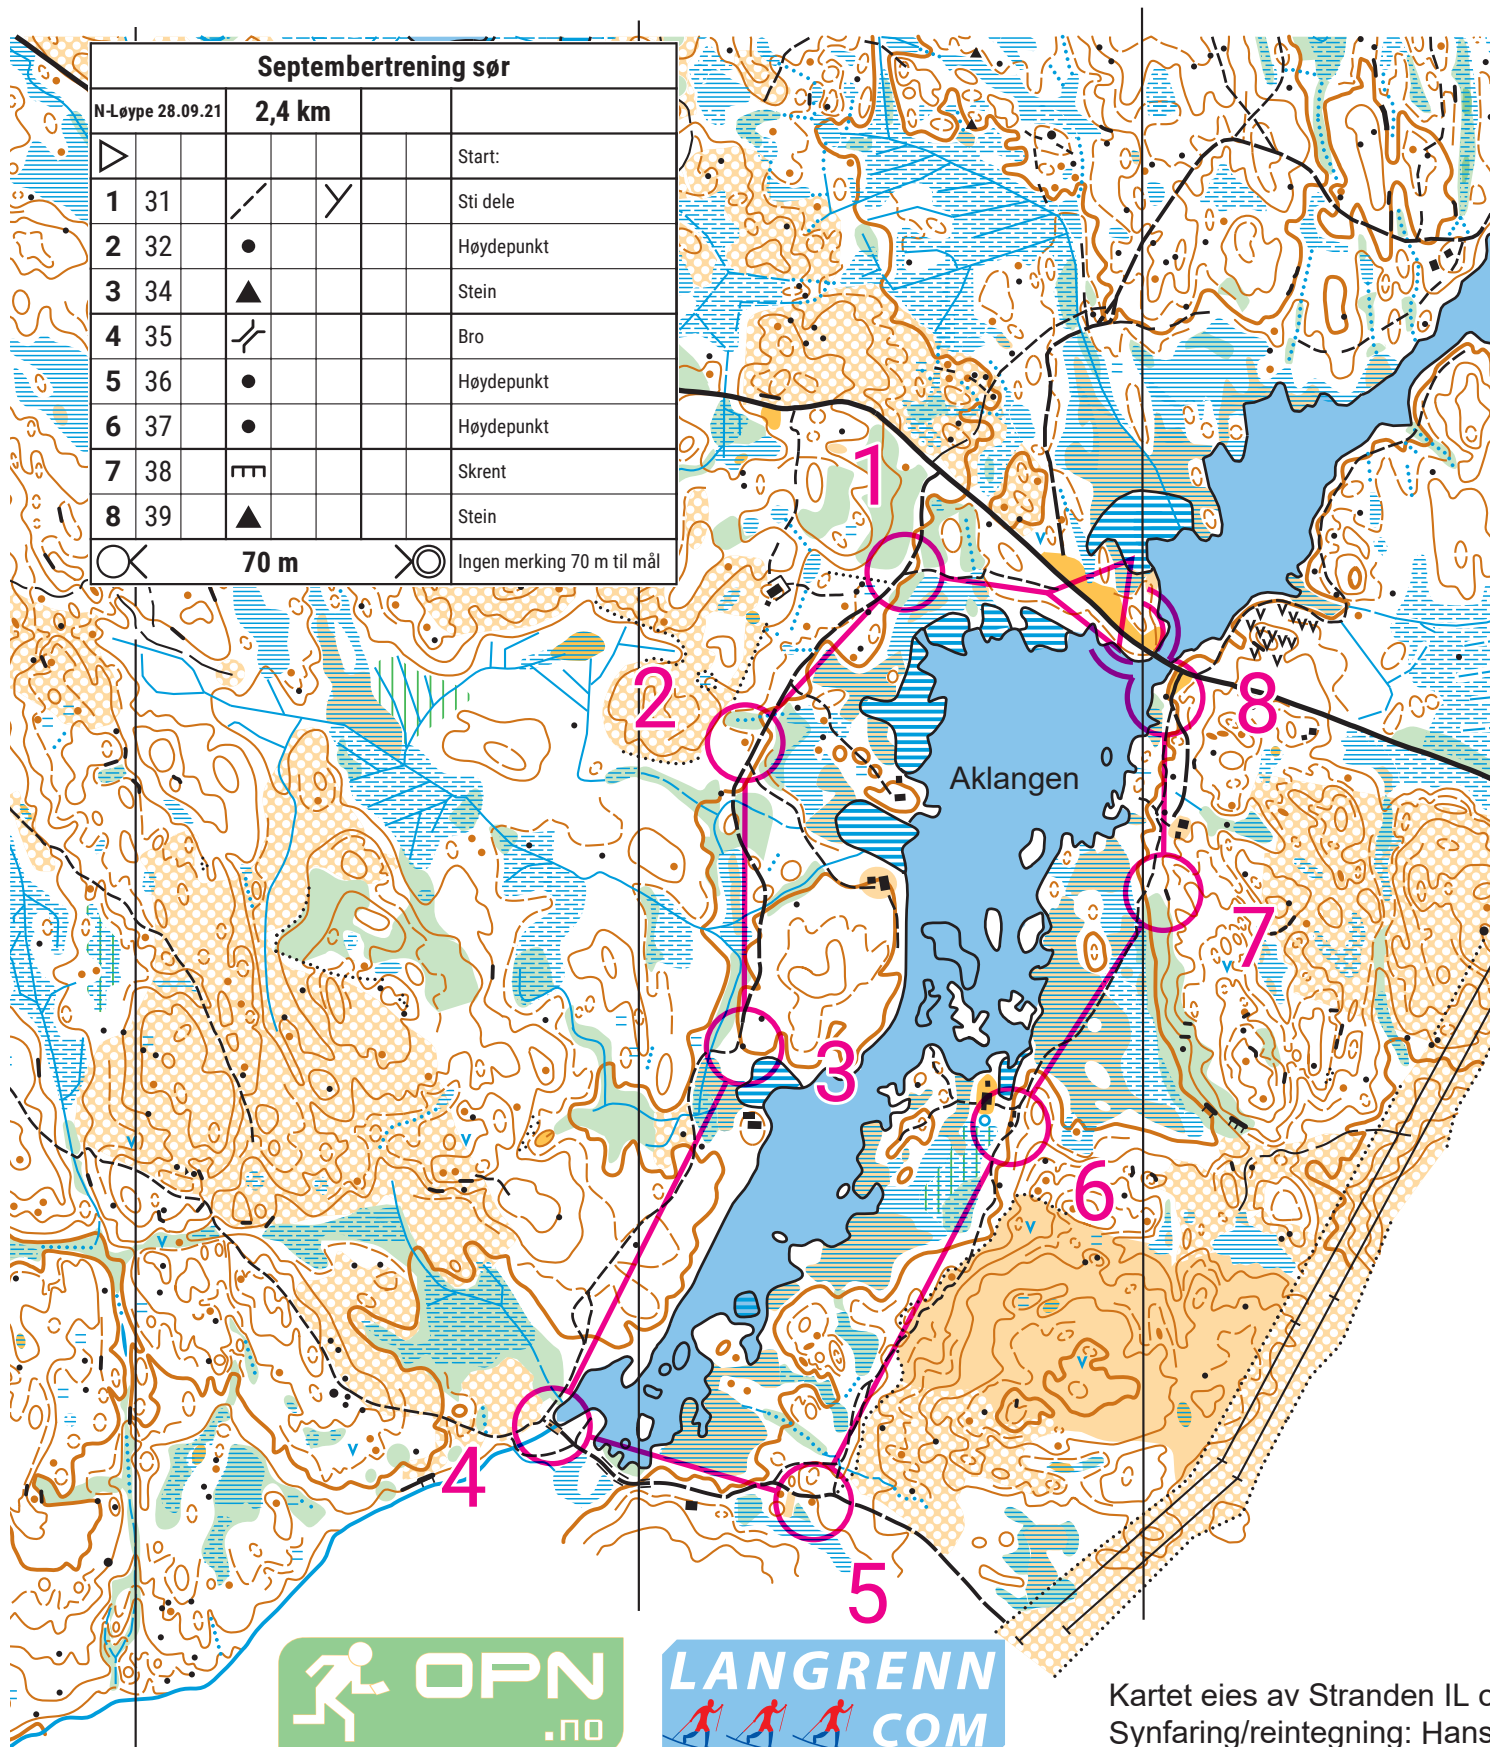 Septembertrening sør
N-Løype 28.09.21 2,4 km
Start:
1 31 Sti dele
2 32 Høydepunkt
3 34 Stein
4 35 Bro
5 36 Høydepunkt
6 37 Høydepunkt
7 38 Skrent
8 39 Stein
70 m Ingen merking 70 m til mål
1
2
8
Aklangen
7
3
6
4
5
OPN
.no
LANGRENN
COM
Kartet eies av Stranden IL o
Synfaring/reintegning: Hans